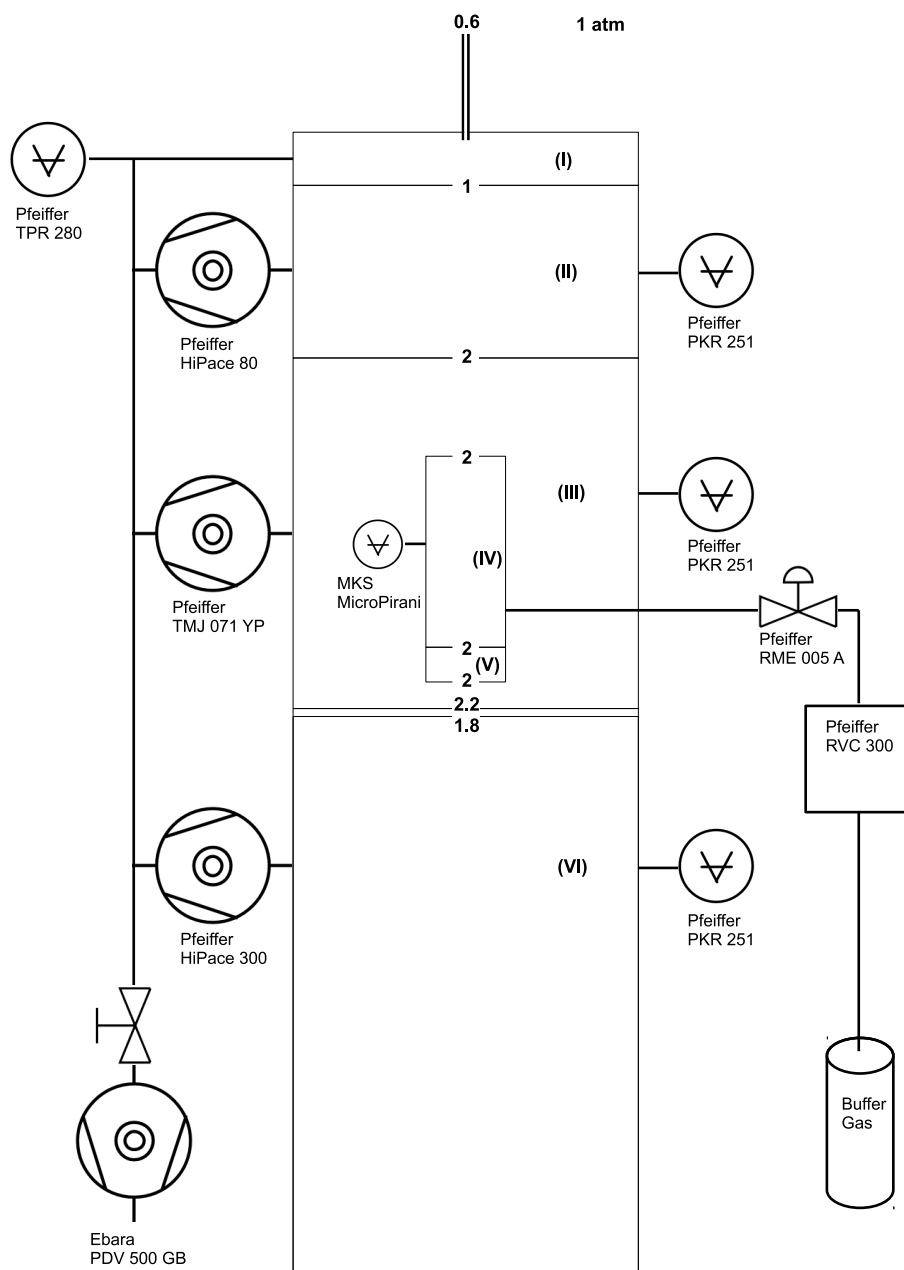 0.6
1 atm
(I)
Pfeiffer
TPR 280
1
(II)
Pfeiffer
HiPace 80
Pfeiffer
PKR 251
2
2
(III)
MKS
MicroPirani
(IV)
Pfeiffer
PKR 251
Pfeiffer
TMJ 071 YP
Pfeiffer
RME 005 A
2
(V)
2
2.2
1.8
Pfeiffer
RVC 300
(VI)
Pfeiffer
HiPace 300
Pfeiffer
PKR 251
Buffer
Gas
Ebara
PDV 500 GB